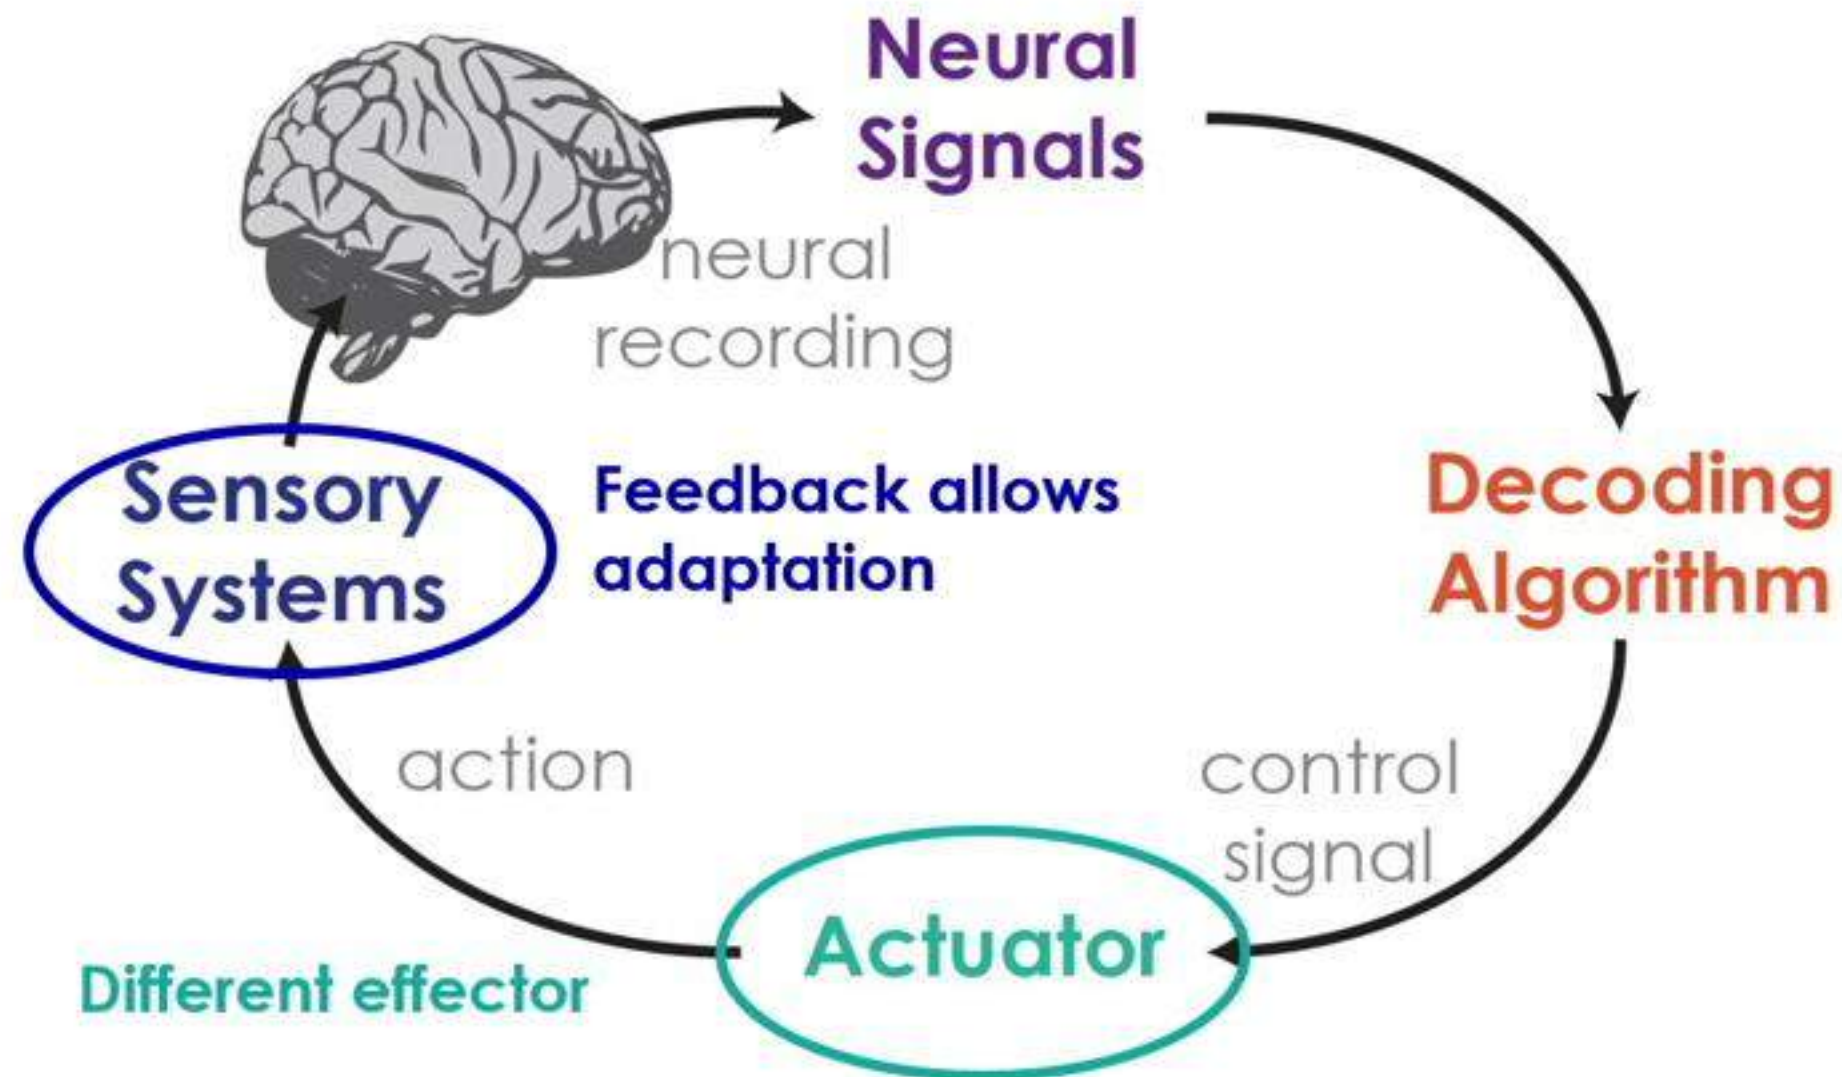 Neural
Signals
neural
recording
Sensory
Systems
Feedback allows
adaptation
Decoding
Algorithm
action
control
signal
Actuator
Different effector